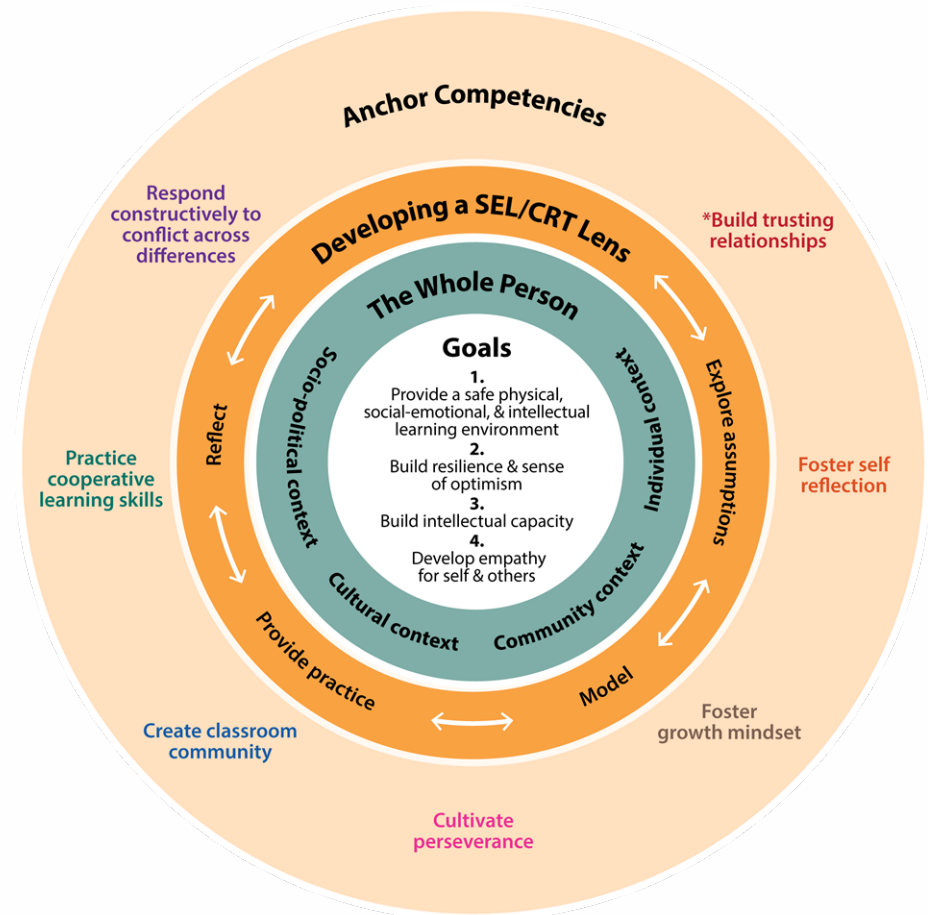 Anchor Competencies
*Build trusting
relationships
Foster self
reflection
Foster
growth mindset
Cultivate
perseverance
Create classroom
community
Practice
cooperative
learning skills
Respond
constructively to
conflict across
differences
Developing a SEL/CRT Lens
Explore assumptions
Model
Provide practice
Reflect
The Whole Person
Individual context
Community context
Cultural context
Socio-political context
Goals
1.
Provide a safe physical,
social-emotional, & intellectual
learning environment
2.
Build resilience & sense
of optimism
3.
Build intellectual capacity
4.
Develop empathy
for self & others